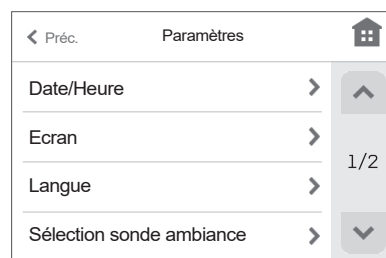 Préc.
Paramètres
Date/Heure
Ecran
Langue
Sélection sonde ambiance
1/2